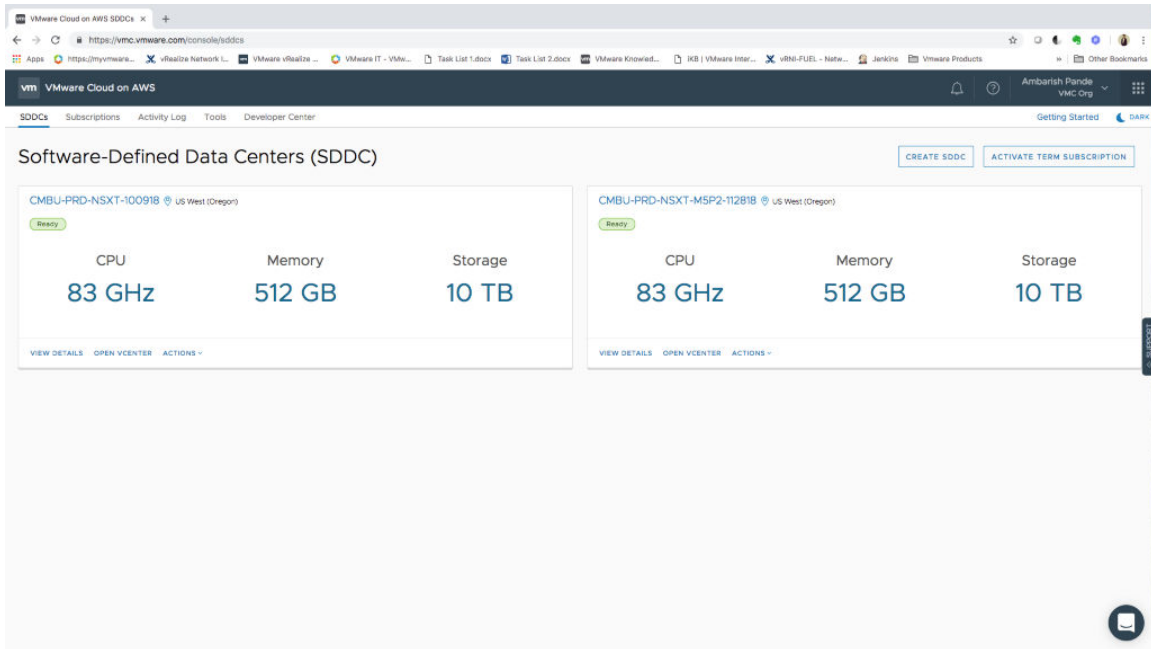 vm VMware Cloud on AWS SDDCs × +
https://vmc.vmware.com/console/sddcs
Apps https://myvmware... vRealize Network I... VMware vRealize ... VMware IT - VMw... Task List 1.docx Task List 2.docx VMware Knowled... iKB | VMware Inter... vRNI-FUEL - Netw... Jenkins Vmware Products » Other Bookmarks
vm VMware Cloud on AWS
Ambarish Pande
VMC Org
SDDCs Subscriptions Activity Log Tools Developer Center Getting Started DARK
Software-Defined Data Centers (SDDC)
CREATE SDDC ACTIVATE TERM SUBSCRIPTION
CMBU-PRD-NSXT-100918 US West (Oregon)
Ready
CPU Memory Storage
83 GHz 512 GB 10 TB
VIEW DETAILS OPEN VCENTER ACTIONS
CMBU-PRD-NSXT-M5P2-112818 US West (Oregon)
Ready
CPU Memory Storage
83 GHz 512 GB 10 TB
VIEW DETAILS OPEN VCENTER ACTIONS
SUPPORT